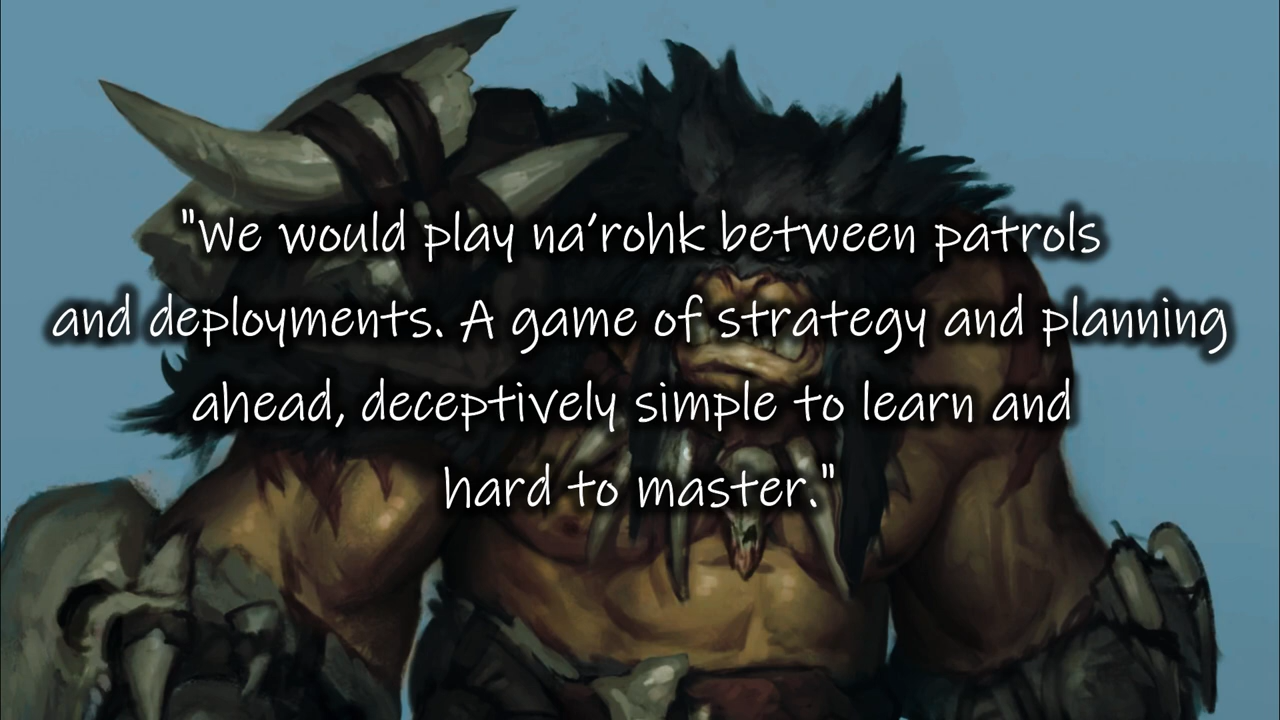 "We would play na’rohk between patrols
and deployments. A game of strategy and planning
ahead, deceptively simple to learn and
hard to master."